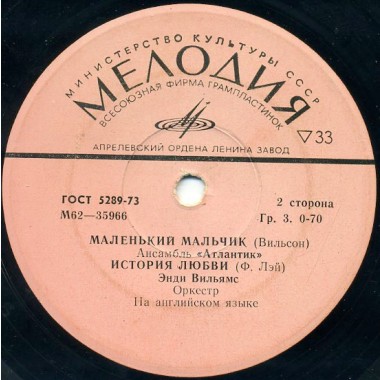 МИНИСТЕРСТВО КУЛЬТУРЫ СССР
МЕЛОДИЯ
ВСЕСОЮЗНАЯ ФИРМА ГРАМПЛАСТИНОК
▽33
АПРЕЛЕВСКИЙ ОРДЕНА ЛЕНИНА ЗАВОД
ГОСТ 5289-73
2 сторона
М62—35966
Гр. 3. 0-70
МАЛЕНЬКИЙ МАЛЬЧИК (Вильсон)
Ансамбль «Атлантик»
ИСТОРИЯ ЛЮБВИ (Ф. Лэй)
Энди Вильямс
Оркестр
На английском языке